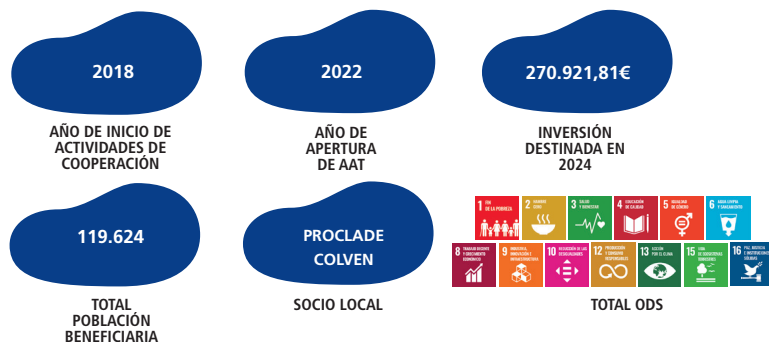 2018
AÑO DE INICIO DE
ACTIVIDADES DE
COOPERACIÓN
2022
AÑO DE
APERTURA
DE AAT
270.921,81€
INVERSIÓN
DESTINADA EN
2024
119.624
TOTAL
POBLACIÓN
BENEFICIARIA
PROCLADE
COLVEN
SOCIO LOCAL
1 FIN
DE LA POBREZA
2 HAMBRE
CERO
3 SALUD
Y BIENESTAR
4 EDUCACIÓN
DE CALIDAD
5 IGUALDAD
DE GÉNERO
6 AGUA LIMPIA
Y SANEAMIENTO
8 TRABAJO DECENTE
Y CRECIMIENTO
ECONÓMICO
9 INDUSTRIA,
INNOVACIÓN E
INFRAESTRUCTURA
10 REDUCCIÓN DE LAS
DESIGUALDADES
12 PRODUCCIÓN
Y CONSUMO
RESPONSABLES
13 ACCIÓN
POR EL CLIMA
15 VIDA
DE ECOSISTEMAS
TERRESTRES
16 PAZ, JUSTICIA
E INSTITUCIONES
SÓLIDAS
TOTAL ODS